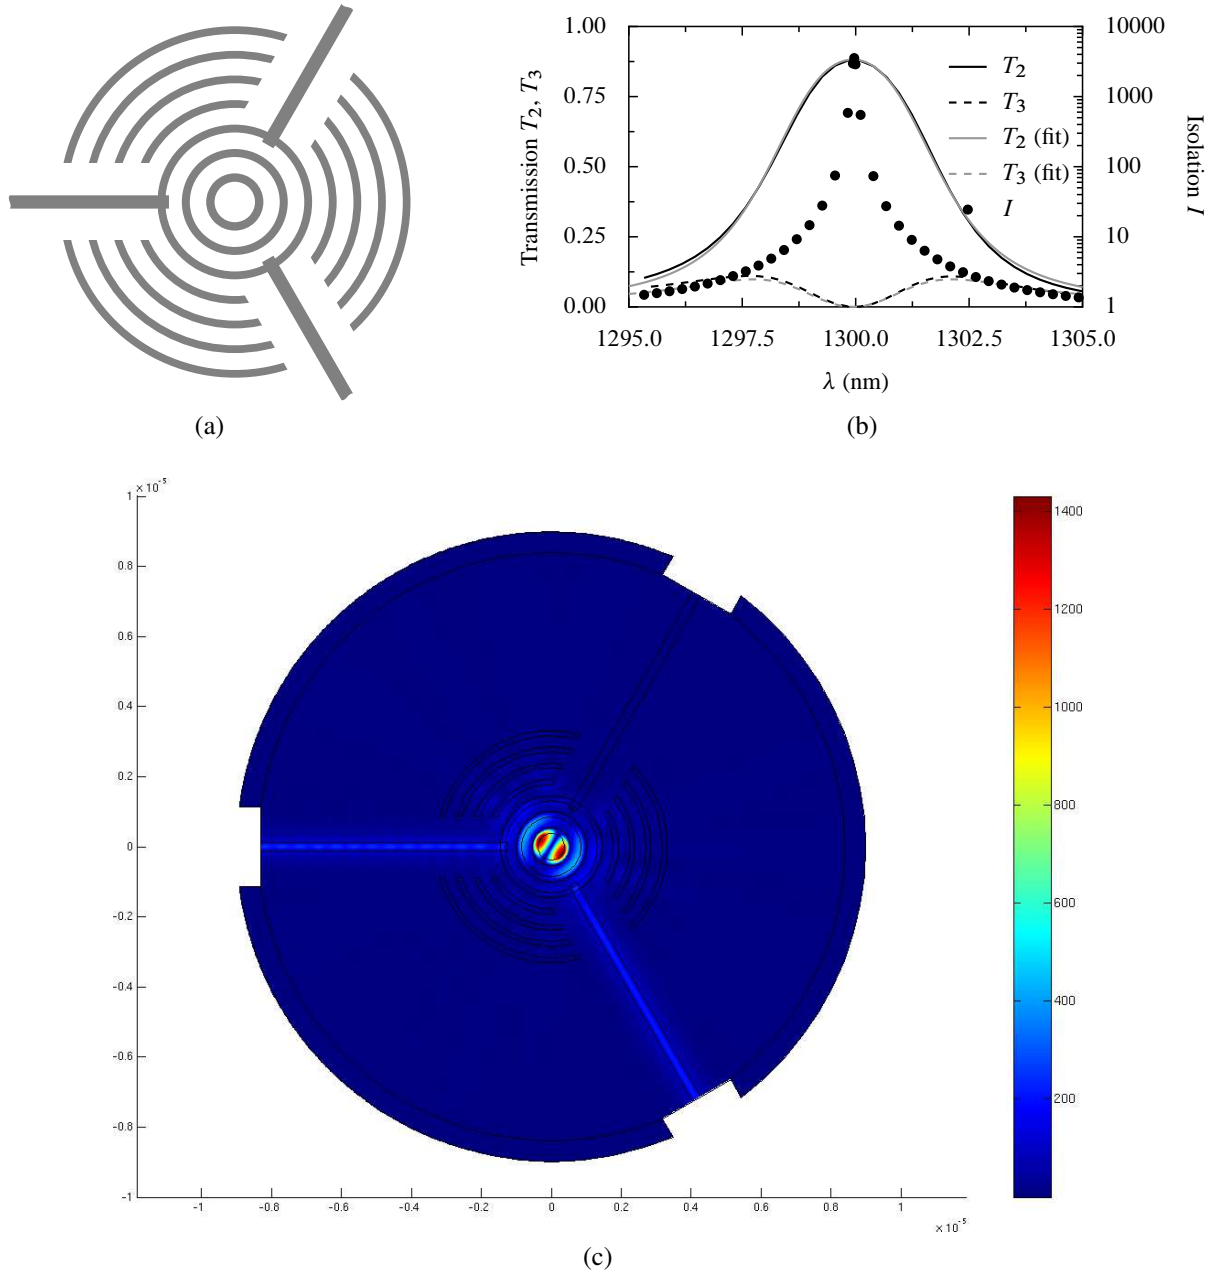 (a)
1.00
0.75
0.50
0.25
0.00
Transmission T2, T3
1295.0 1297.5 1300.0 1302.5 1305.0
λ (nm)
10000
1000
100
10
1
Isolation I
T2
T3
T2 (fit)
T3 (fit)
I
(b)
×10⁻⁵
1
0.8
0.6
0.4
0.2
0
-0.2
-0.4
-0.6
-0.8
-1
-1 -0.8 -0.6 -0.4 -0.2 0 0.2 0.4 0.6 0.8 1
×10⁻⁵
1400
1200
1000
800
600
400
200
(c)